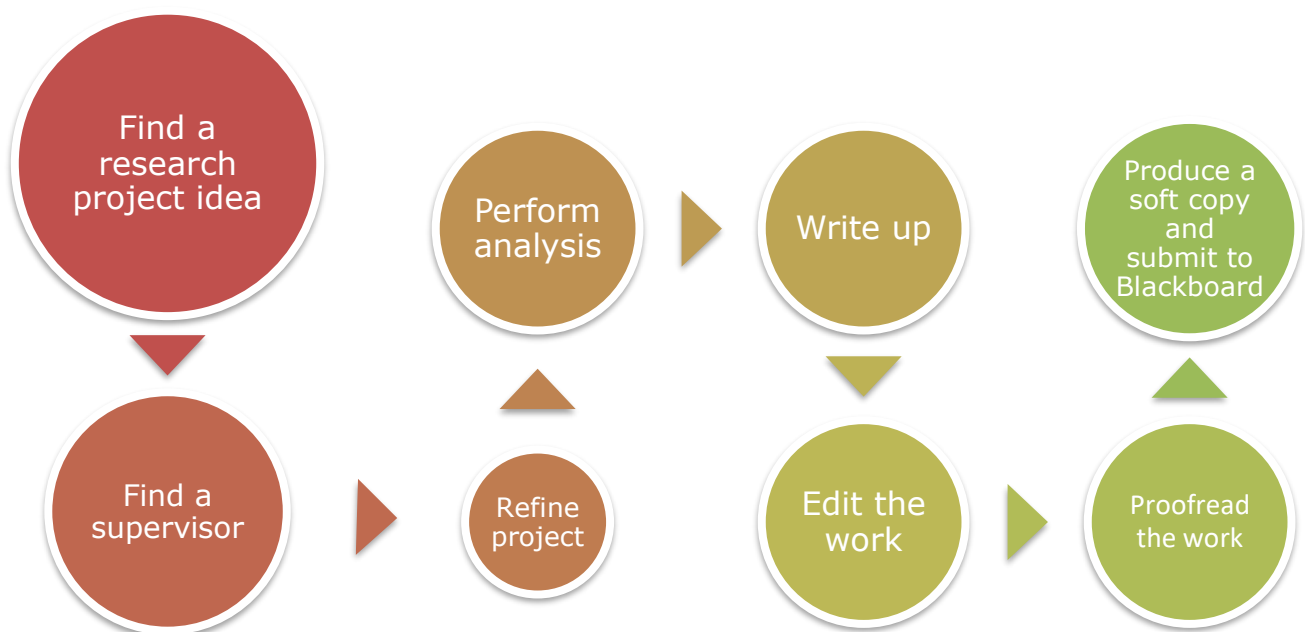 Find a
research
project idea
Find a
supervisor
Refine
project
Perform
analysis
Write up
Edit the
work
Proofread
the work
Produce a
soft copy
and
submit to
Blackboard